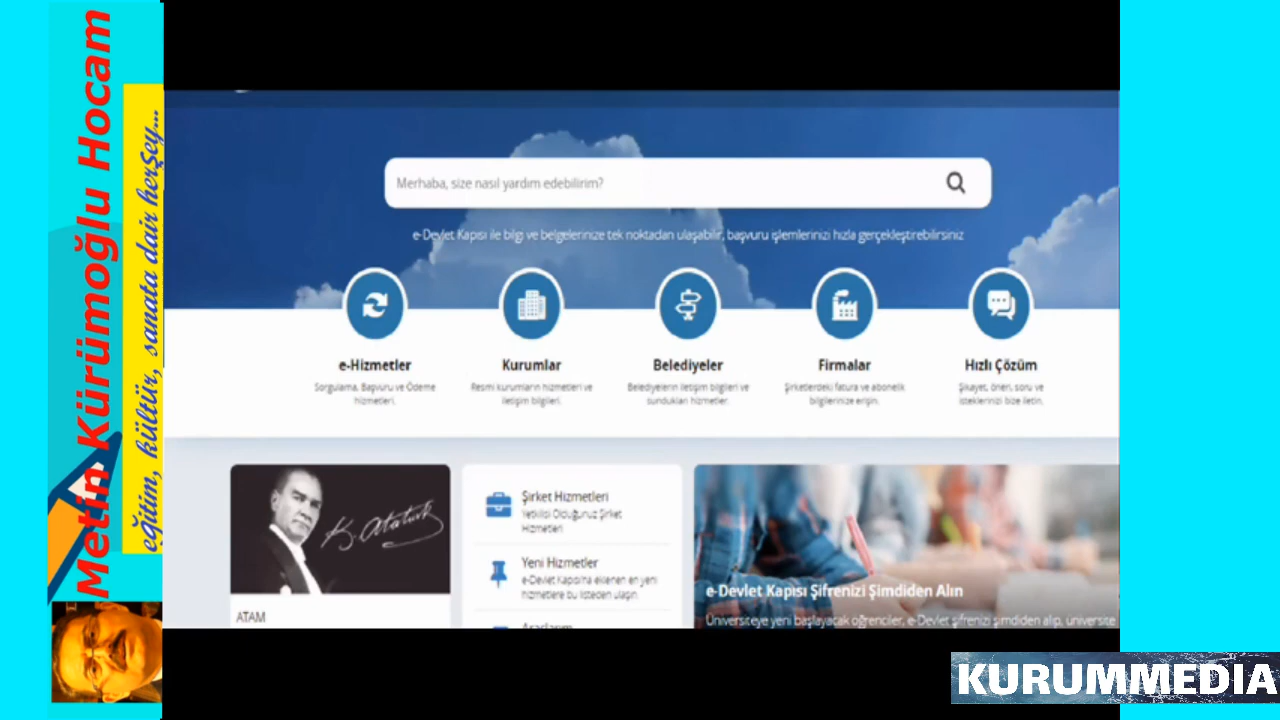 Metin Kürümoğlu Hocam
eğitim, kültür, sanata dair herşey...
Merhaba, size nasıl yardım edebilirim?
e-Devlet Kapısı ile bilgi ve belgelerinize tek noktadan ulaşabilir, başvuru işlemlerinizi hızla gerçekleştirebilirsiniz
e-Hizmetler
Sorgulama, Başvuru ve Ödeme
hizmetleri.
Kurumlar
Resmi kurumların hizmetleri ve
iletişim bilgileri.
Belediyeler
Belediyelerin iletişim bilgileri ve
sundukları hizmetler.
Firmalar
Şirketlerdeki fatura ve abonelik
bilgilerinize erişin.
Hızlı Çözüm
Şikayet, öneri, soru ve
isteklerinizi bize iletin.
K. Atatürk
ATAM
Şirket Hizmetleri
Yetkilisi Olduğunuz Şirket
Hizmetleri
Yeni Hizmetler
e-Devlet Kapısı'na eklenen en yeni
hizmetlere bu listeden ulaşın.
e-Devlet Kapısı Şifrenizi Şimdiden Alın
Üniversiteye yeni başlayacak öğrenciler, e-Devlet şifrenizi şimdiden alıp, üniversite
KURUMMEDIA